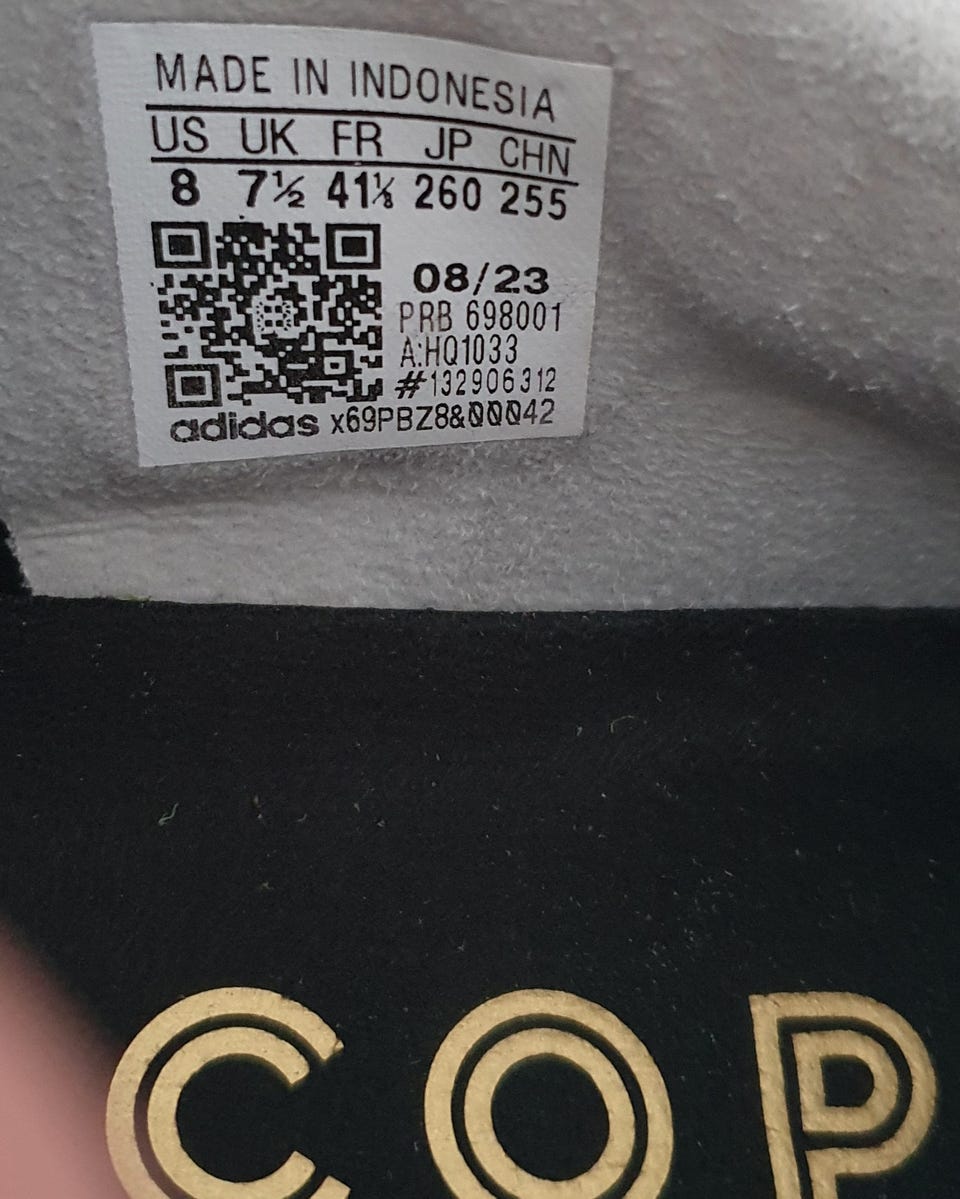 MADE IN INDONESIA
US UK FR JP CHN
8 7½ 41⅓ 260 255
08/23
PRB 698001
A:HQ1033
#132906312
adidas x69PBZ8&00042
COP